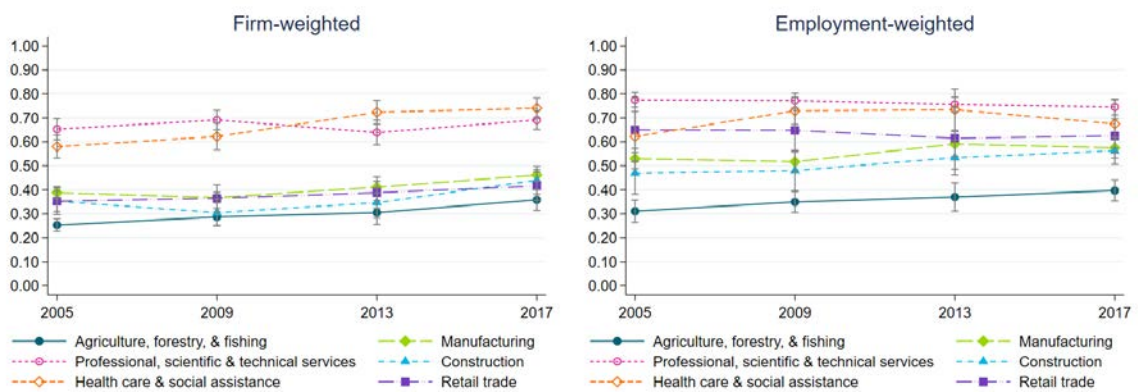 Firm-weighted
1.00
0.90
0.80
0.70
0.60
0.50
0.40
0.30
0.20
0.10
0.00
2005 2009 2013 2017
Agriculture, forestry, & fishing Manufacturing
Professional, scientific & technical services Construction
Health care & social assistance Retail trade
Employment-weighted
1.00
0.90
0.80
0.70
0.60
0.50
0.40
0.30
0.20
0.10
0.00
2005 2009 2013 2017
Agriculture, forestry, & fishing Manufacturing
Professional, scientific & technical services Construction
Health care & social assistance Retail trade